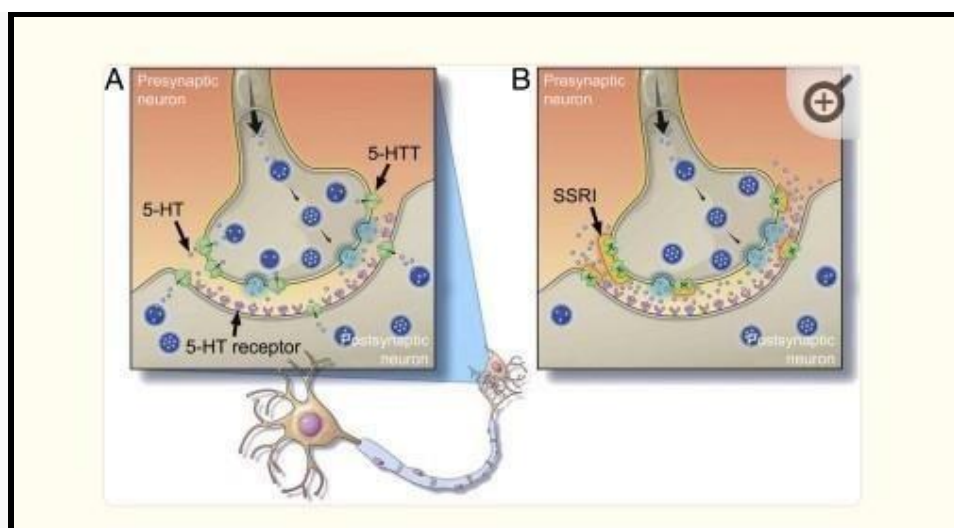 A
Presynaptic
neuron
5-HTT
5-HT
5-HT receptor
Postsynaptic
neuron
B
Presynaptic
neuron
SSRI
Postsynaptic
neuron